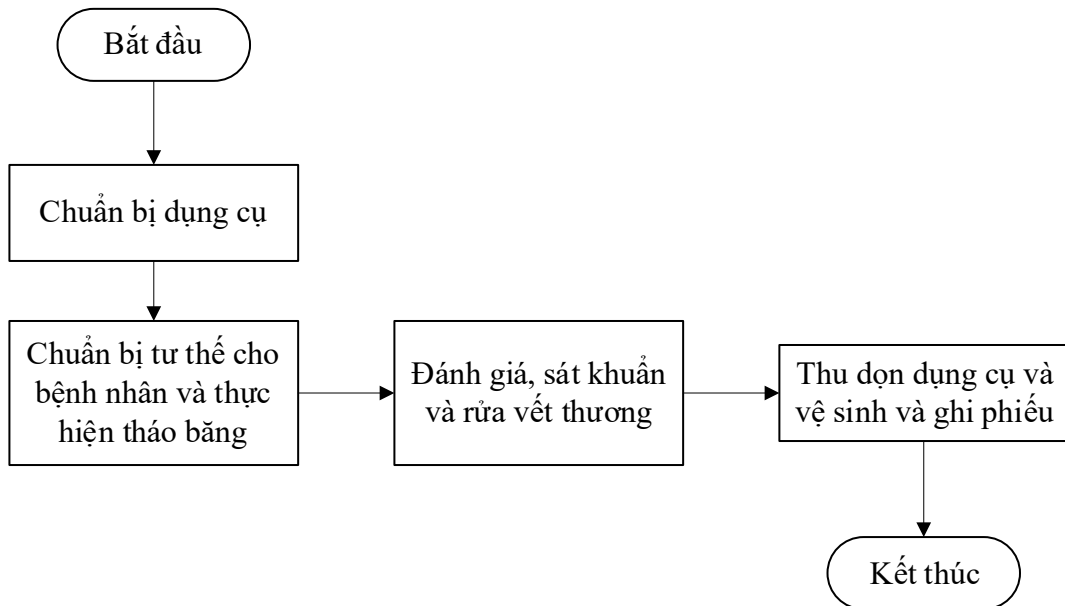 Bắt đầu
Chuẩn bị dụng cụ
Chuẩn bị tư thế cho
bệnh nhân và thực
hiện tháo băng
Đánh giá, sát khuẩn
và rửa vết thương
Thu dọn dụng cụ và
vệ sinh và ghi phiếu
Kết thúc